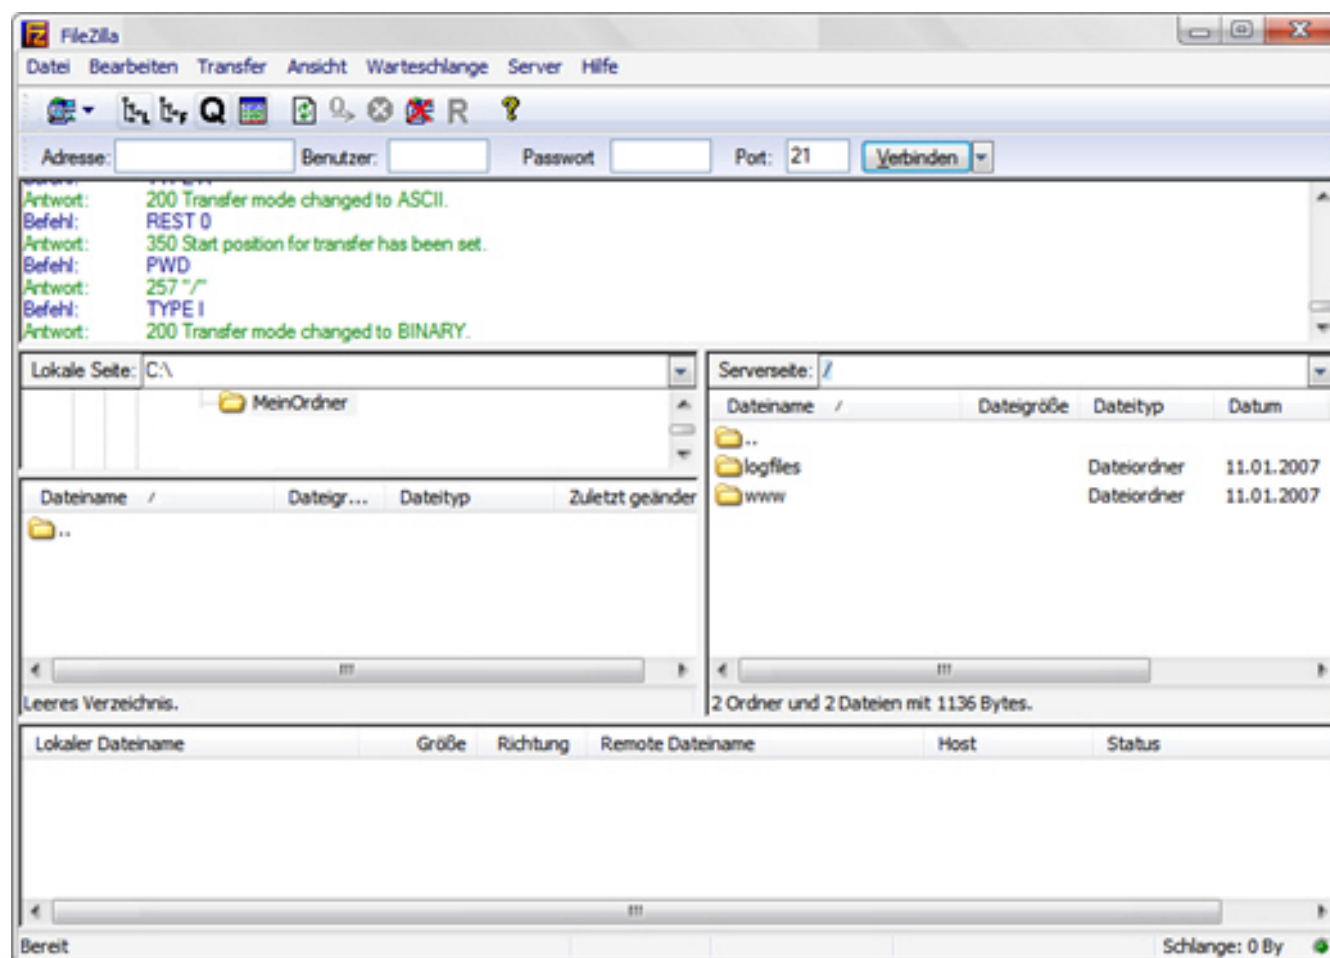 FileZilla
Datei Bearbeiten Transfer Ansicht Warteschlange Server Hilfe
Adresse: Benutzer: Passwort Port: 21 Verbinden
Antwort: 200 Transfer mode changed to ASCII.
Befehl: REST 0
Antwort: 350 Start position for transfer has been set.
Befehl: PWD
Antwort: 257 "/"
Befehl: TYPE I
Antwort: 200 Transfer mode changed to BINARY.
Lokale Seite: C:\
MeinOrdner
Dateiname / Dateigr... Dateityp Zuletzt geänder
..
Leeres Verzeichnis.
Serverseite: /
Dateiname / Dateigröße Dateityp Datum
..
logfiles Dateiordner 11.01.2007
www Dateiordner 11.01.2007
2 Ordner und 2 Dateien mit 1136 Bytes.
Lokaler Dateiname Größe Richtung Remote Dateiname Host Status
Bereit Schlange: 0 By